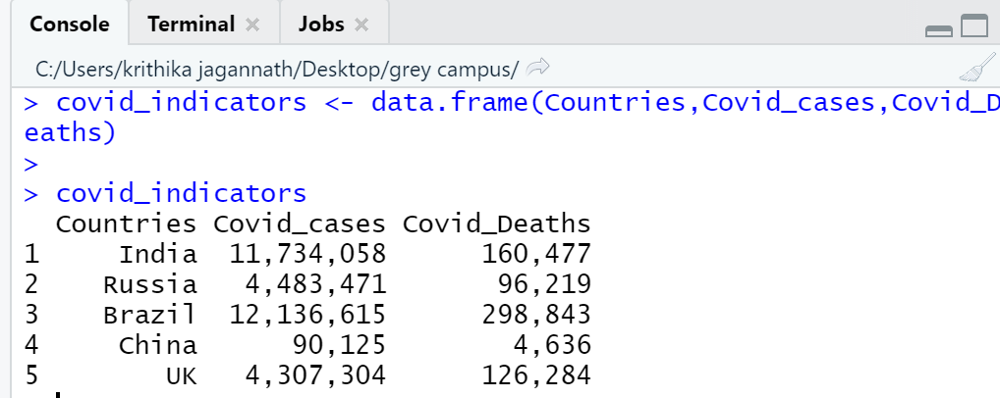 Console Terminal Jobs
C:/Users/krithika jagannath/Desktop/grey campus/
> covid_indicators <- data.frame(Countries,Covid_cases,Covid_D
eaths)
>
> covid_indicators
Countries Covid_cases Covid_Deaths
1 India 11,734,058 160,477
2 Russia 4,483,471 96,219
3 Brazil 12,136,615 298,843
4 China 90,125 4,636
5 UK 4,307,304 126,284